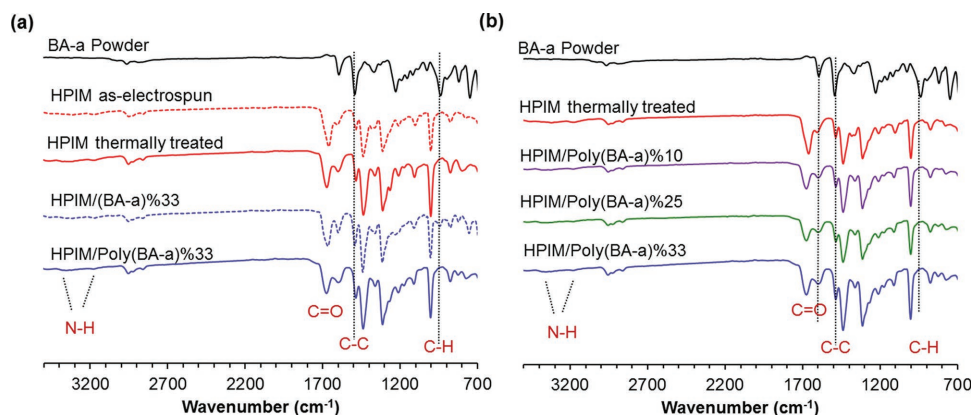 (a)
BA-a Powder
HPIM as-electrospun
HPIM thermally treated
HPIM/(BA-a)%33
HPIM/Poly(BA-a)%33
N-H
C=O
C-C
C-H
3200 2700 2200 1700 1200 700
Wavenumber (cm⁻¹)
(b)
BA-a Powder
HPIM thermally treated
HPIM/Poly(BA-a)%10
HPIM/Poly(BA-a)%25
HPIM/Poly(BA-a)%33
N-H
C=O
C-C
C-H
3200 2700 2200 1700 1200 700
Wavenumber (cm⁻¹)